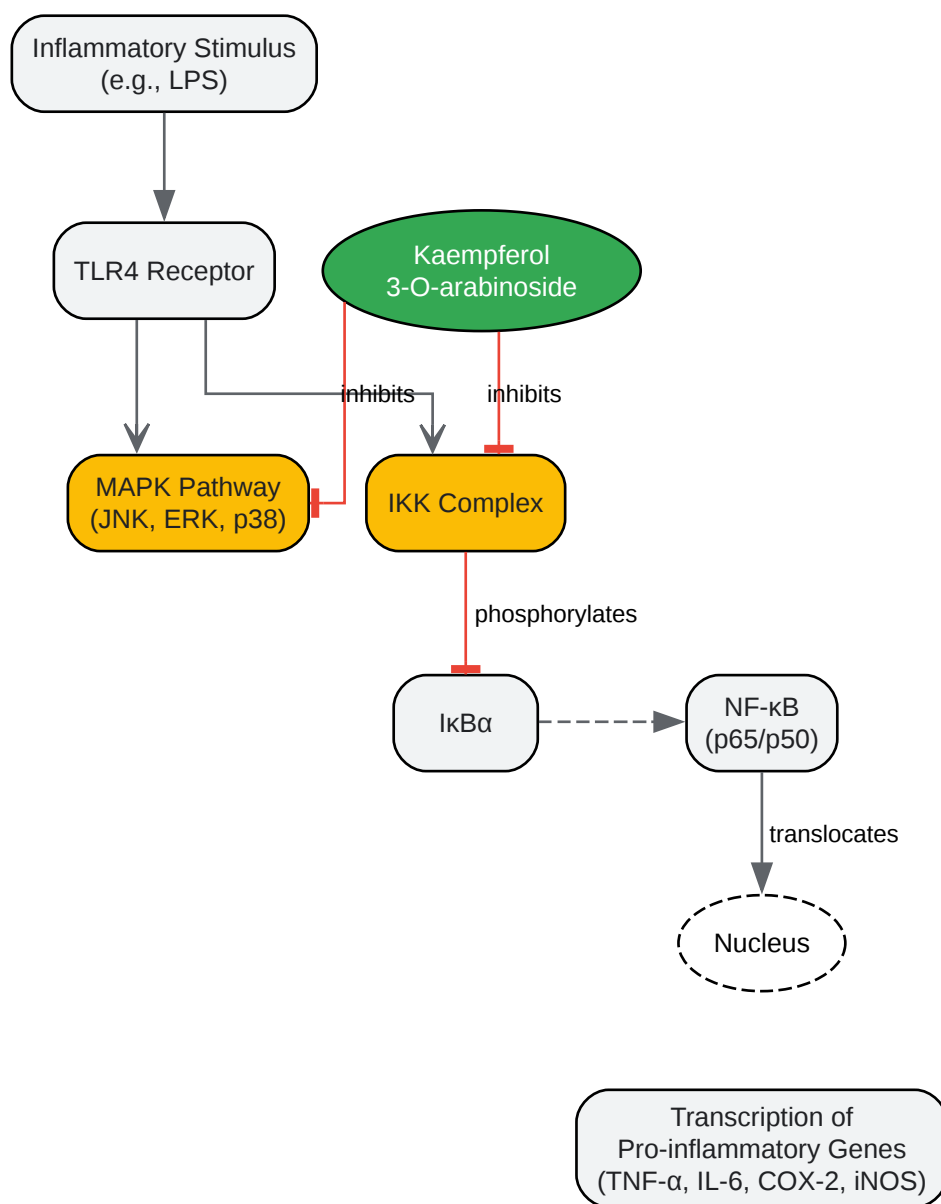 Inflammatory Stimulus
(e.g., LPS)
TLR4 Receptor
Kaempferol
3-O-arabinoside
inhibits
inhibits
MAPK Pathway
(JNK, ERK, p38)
IKK Complex
phosphorylates
IκBα
NF-κB
(p65/p50)
translocates
Nucleus
Transcription of
Pro-inflammatory Genes
(TNF-α, IL-6, COX-2, iNOS)